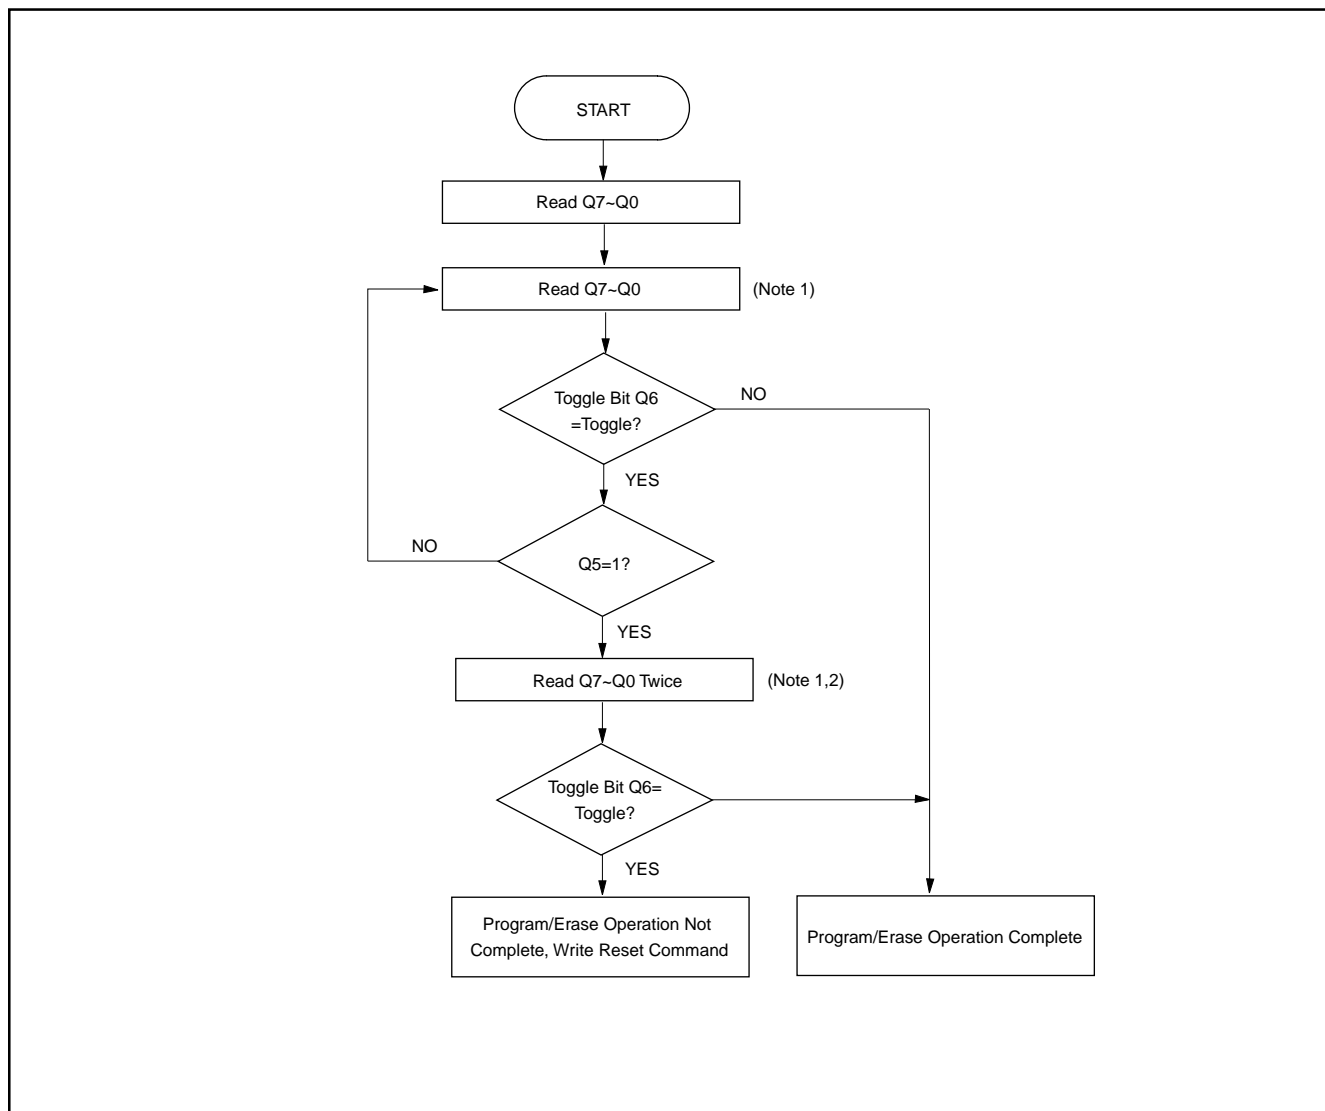 START
Read Q7~Q0
Read Q7~Q0
(Note 1)
Toggle Bit Q6
=Toggle?
NO
YES
NO
Q5=1?
YES
Read Q7~Q0 Twice
(Note 1,2)
Toggle Bit Q6=
Toggle?
YES
Program/Erase Operation Not
Complete, Write Reset Command
Program/Erase Operation Complete